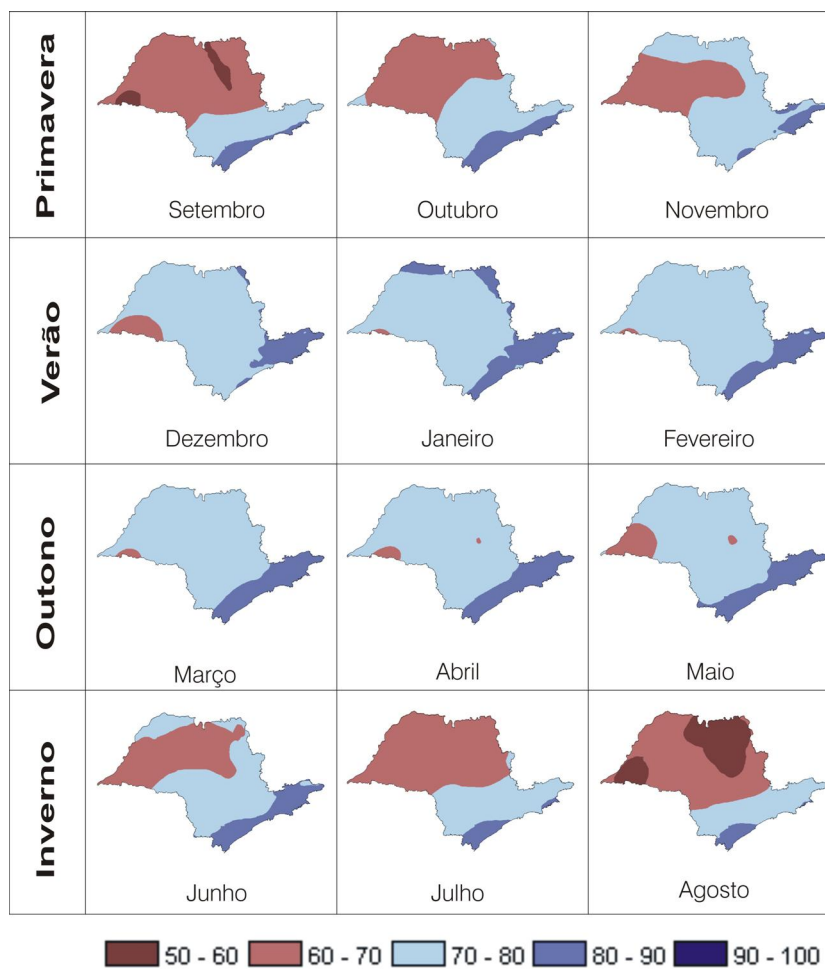 Primavera
Setembro
Outubro
Novembro
Verão
Dezembro
Janeiro
Fevereiro
Outono
Março
Abril
Maio
Inverno
Junho
Julho
Agosto
50 - 60
60 - 70
70 - 80
80 - 90
90 - 100